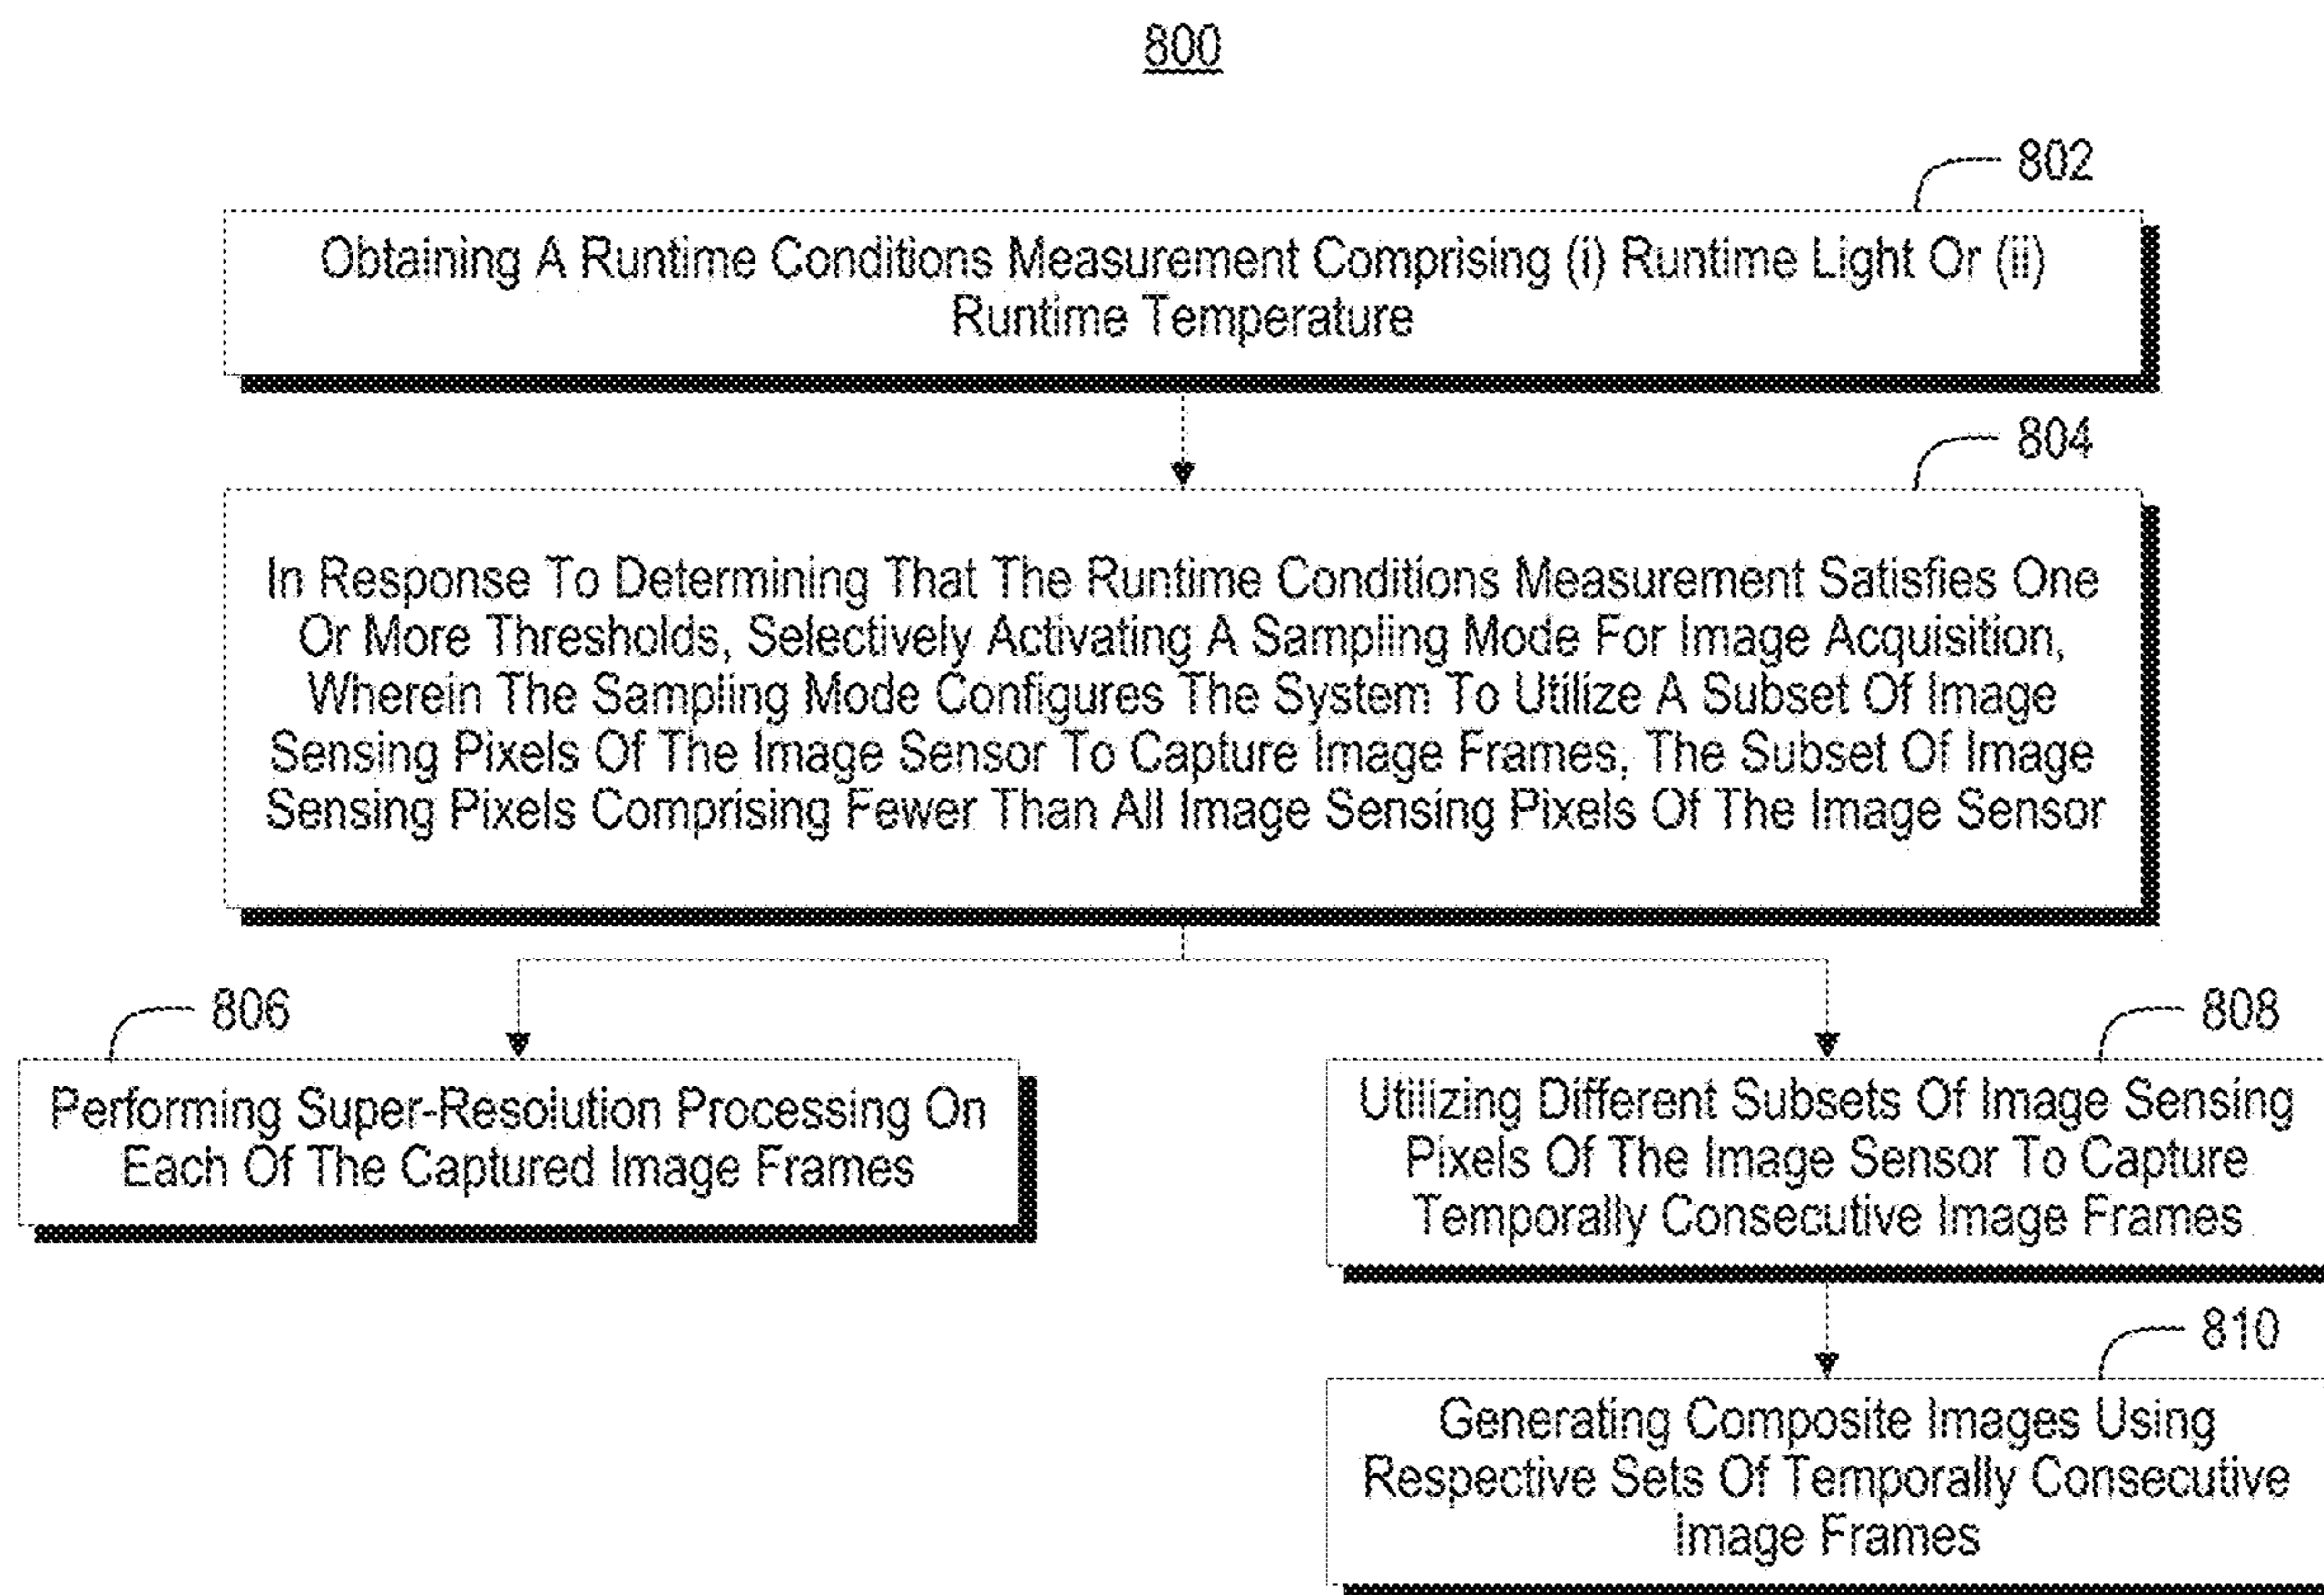 800
802
Obtaining A Runtime Conditions Measurement Comprising (i) Runtime Light Or (ii)
Runtime Temperature
804
In Response To Determining That The Runtime Conditions Measurement Satisfies One
Or More Thresholds, Selectively Activating A Sampling Mode For Image Acquisition,
Wherein The Sampling Mode Configures The System To Utilize A Subset Of Image
Sensing Pixels Of The Image Sensor To Capture Image Frames, The Subset Of Image
Sensing Pixels Comprising Fewer Than All Image Sensing Pixels Of The Image Sensor
806
Performing Super-Resolution Processing On
Each Of The Captured Image Frames
808
Utilizing Different Subsets Of Image Sensing
Pixels Of The Image Sensor To Capture
Temporally Consecutive Image Frames
810
Generating Composite Images Using
Respective Sets Of Temporally Consecutive
Image Frames